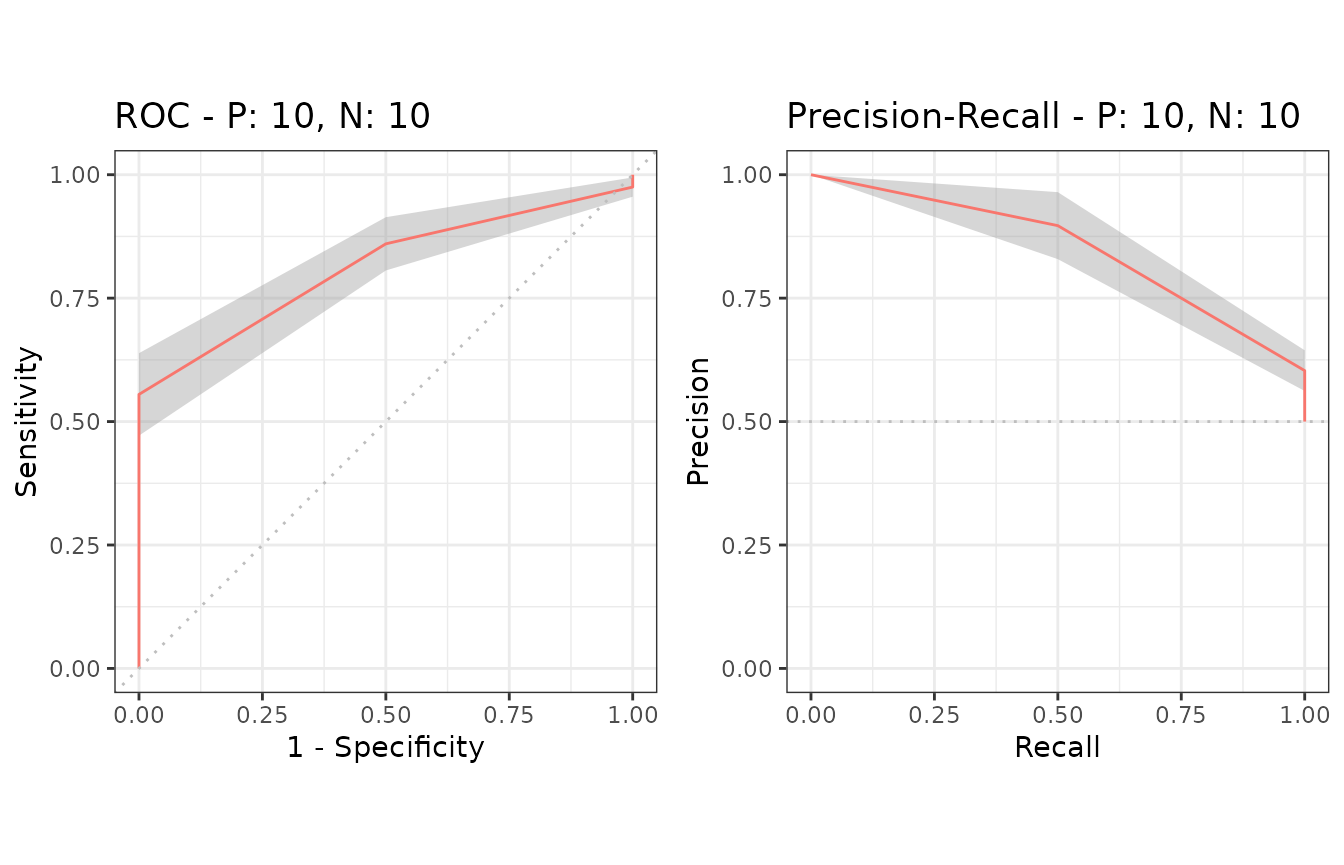 ROC - P: 10, N: 10
1.00
0.75
0.50
0.25
0.00
Sensitivity
0.00 0.25 0.50 0.75 1.00
1 - Specificity
Precision-Recall - P: 10, N: 10
1.00
0.75
0.50
0.25
0.00
Precision
0.00 0.25 0.50 0.75 1.00
Recall